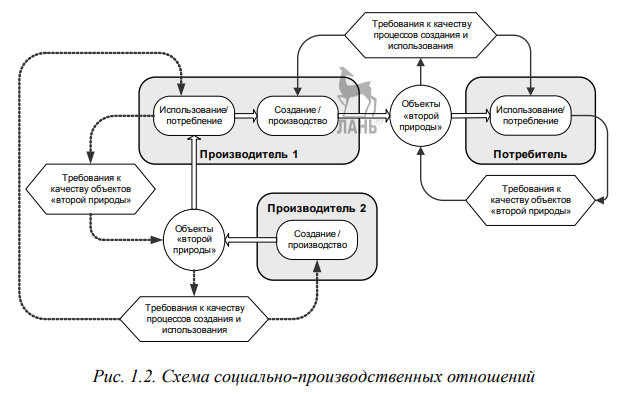 Требования к качеству
процессов создания и
использования
Использование/
потребление
Создание /
производство
Объекты
«второй
природы»
Использование/
потребление
ЛАНЬ
Производитель 1
Потребитель
Требования к
качеству объектов
«второй природы»
Требования к
качеству объектов
«второй природы»
Производитель 2
Объекты
«второй
природы»
Создание /
производство
Требования к качеству
процессов создания и
использования
Рис. 1.2. Схема социально-производственных отношений